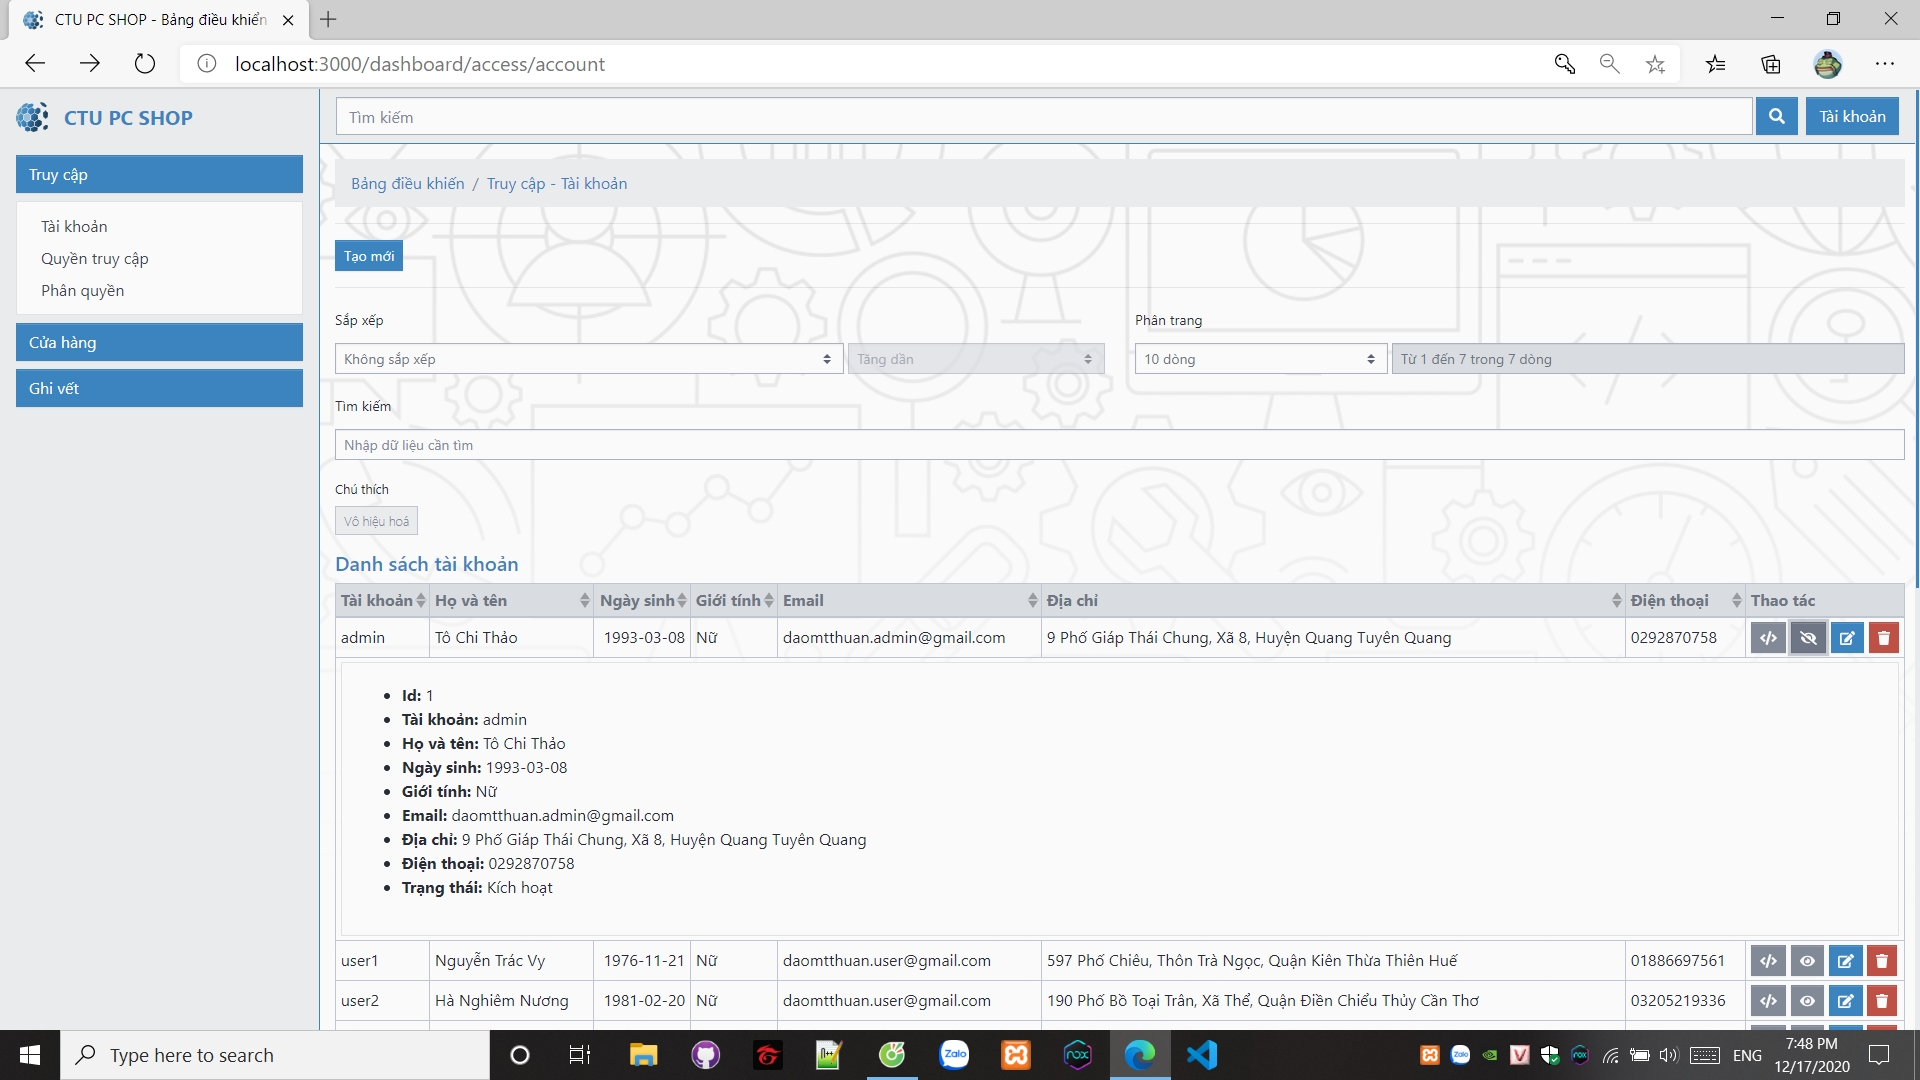 CTU PC SHOP - Bảng điều khiển
localhost:3000/dashboard/access/account
CTU PC SHOP
Tìm kiếm
Tài khoản
Truy cập
Tài khoản
Quyền truy cập
Phân quyền
Cửa hàng
Ghi vết
Bảng điều khiển / Truy cập - Tài khoản
Tạo mới
Sắp xếp
Phân trang
Không sắp xếp
Tăng dần
10 dòng
Từ 1 đến 7 trong 7 dòng
Tìm kiếm
Nhập dữ liệu cần tìm
Chú thích
Vô hiệu hoá
Danh sách tài khoản
Tài khoản Họ và tên Ngày sinh Giới tính Email Địa chỉ Điện thoại Thao tác
admin Tô Chi Thảo 1993-03-08 Nữ daomtthuan.admin@gmail.com 9 Phố Giáp Thái Chung, Xã 8, Huyện Quang Tuyên Quang 0292870758
Id: 1
Tài khoản: admin
Họ và tên: Tô Chi Thảo
Ngày sinh: 1993-03-08
Giới tính: Nữ
Email: daomtthuan.admin@gmail.com
Địa chỉ: 9 Phố Giáp Thái Chung, Xã 8, Huyện Quang Tuyên Quang
Điện thoại: 0292870758
Trạng thái: Kích hoạt
user1 Nguyễn Trác Vy 1976-11-21 Nữ daomtthuan.user@gmail.com 597 Phố Chiêu, Thôn Trà Ngọc, Quận Kiên Thừa Thiên Huế 01886697561
user2 Hà Nghiêm Nương 1981-02-20 Nữ daomtthuan.user@gmail.com 190 Phố Bồ Toại Trân, Xã Thể, Quận Điền Chiểu Thủy Cần Thơ 03205219336
Type here to search
Zalo
nox
ENG
7:48 PM
12/17/2020